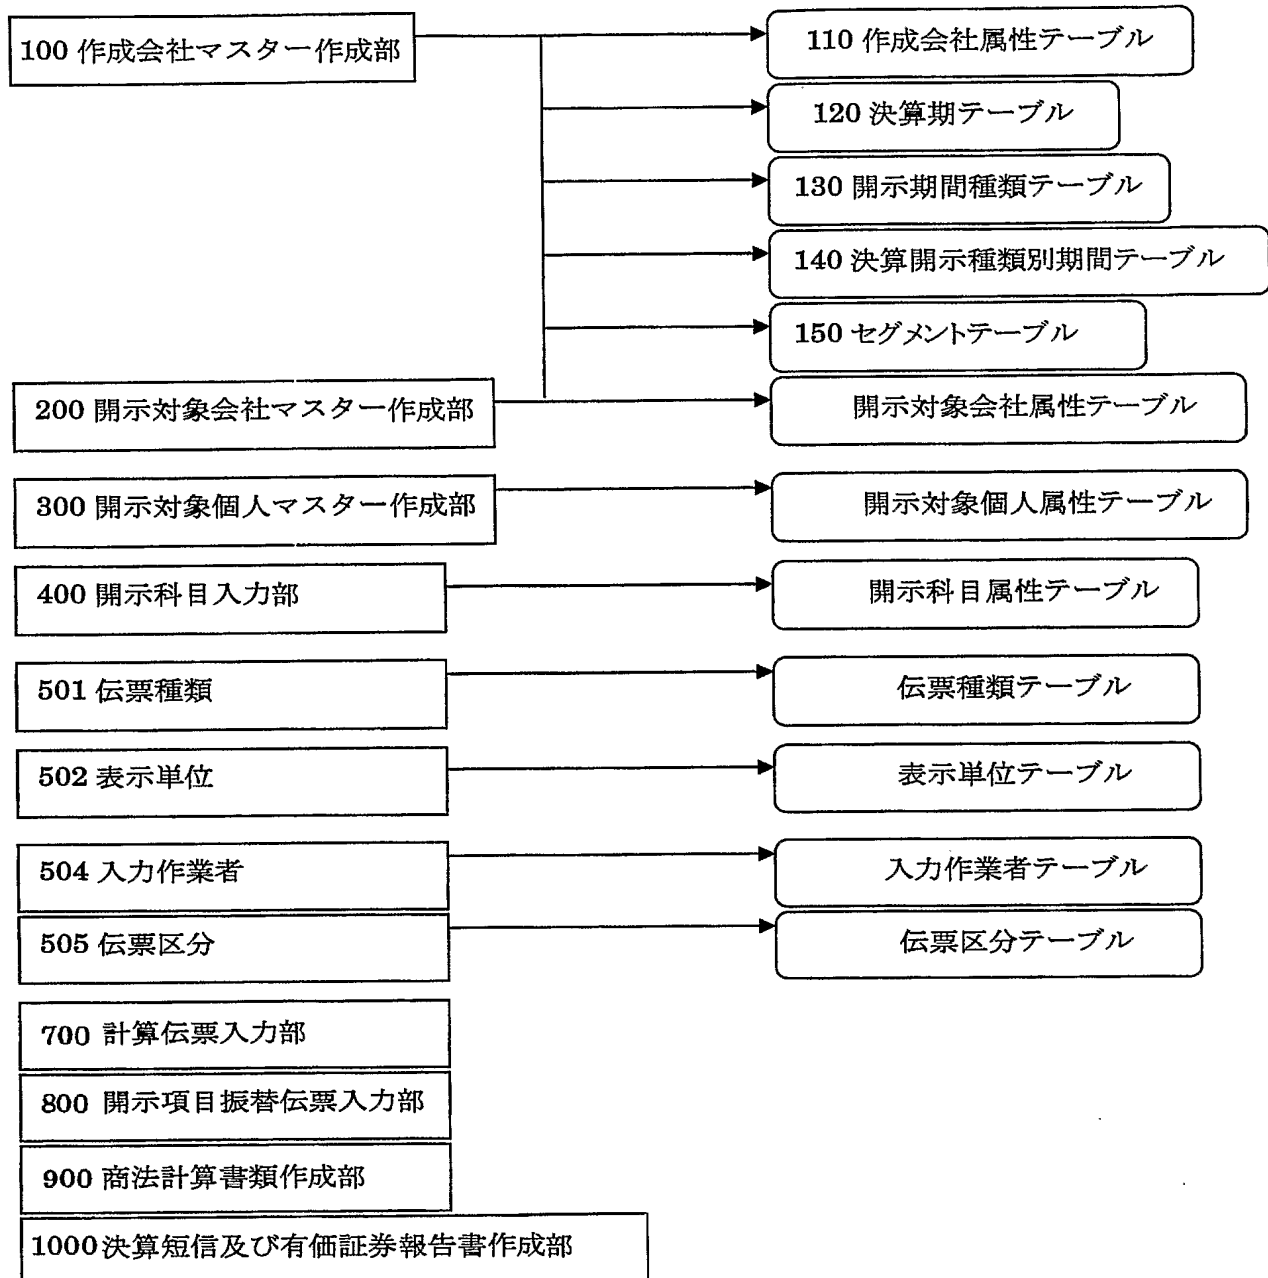 100 作成会社マスター作成部
110 作成会社属性テーブル
120 決算期テーブル
130 開示期間種類テーブル
140 決算開示種類別期間テーブル
150 セグメントテーブル
200 開示対象会社マスター作成部
開示対象会社属性テーブル
300 開示対象個人マスター作成部
開示対象個人属性テーブル
400 開示科目入力部
開示科目属性テーブル
501 伝票種類
伝票種類テーブル
502 表示単位
表示単位テーブル
504 入力作業者
入力作業者テーブル
505 伝票区分
伝票区分テーブル
700 計算伝票入力部
800 開示項目振替伝票入力部
900 商法計算書類作成部
1000 決算短信及び有価証券報告書作成部